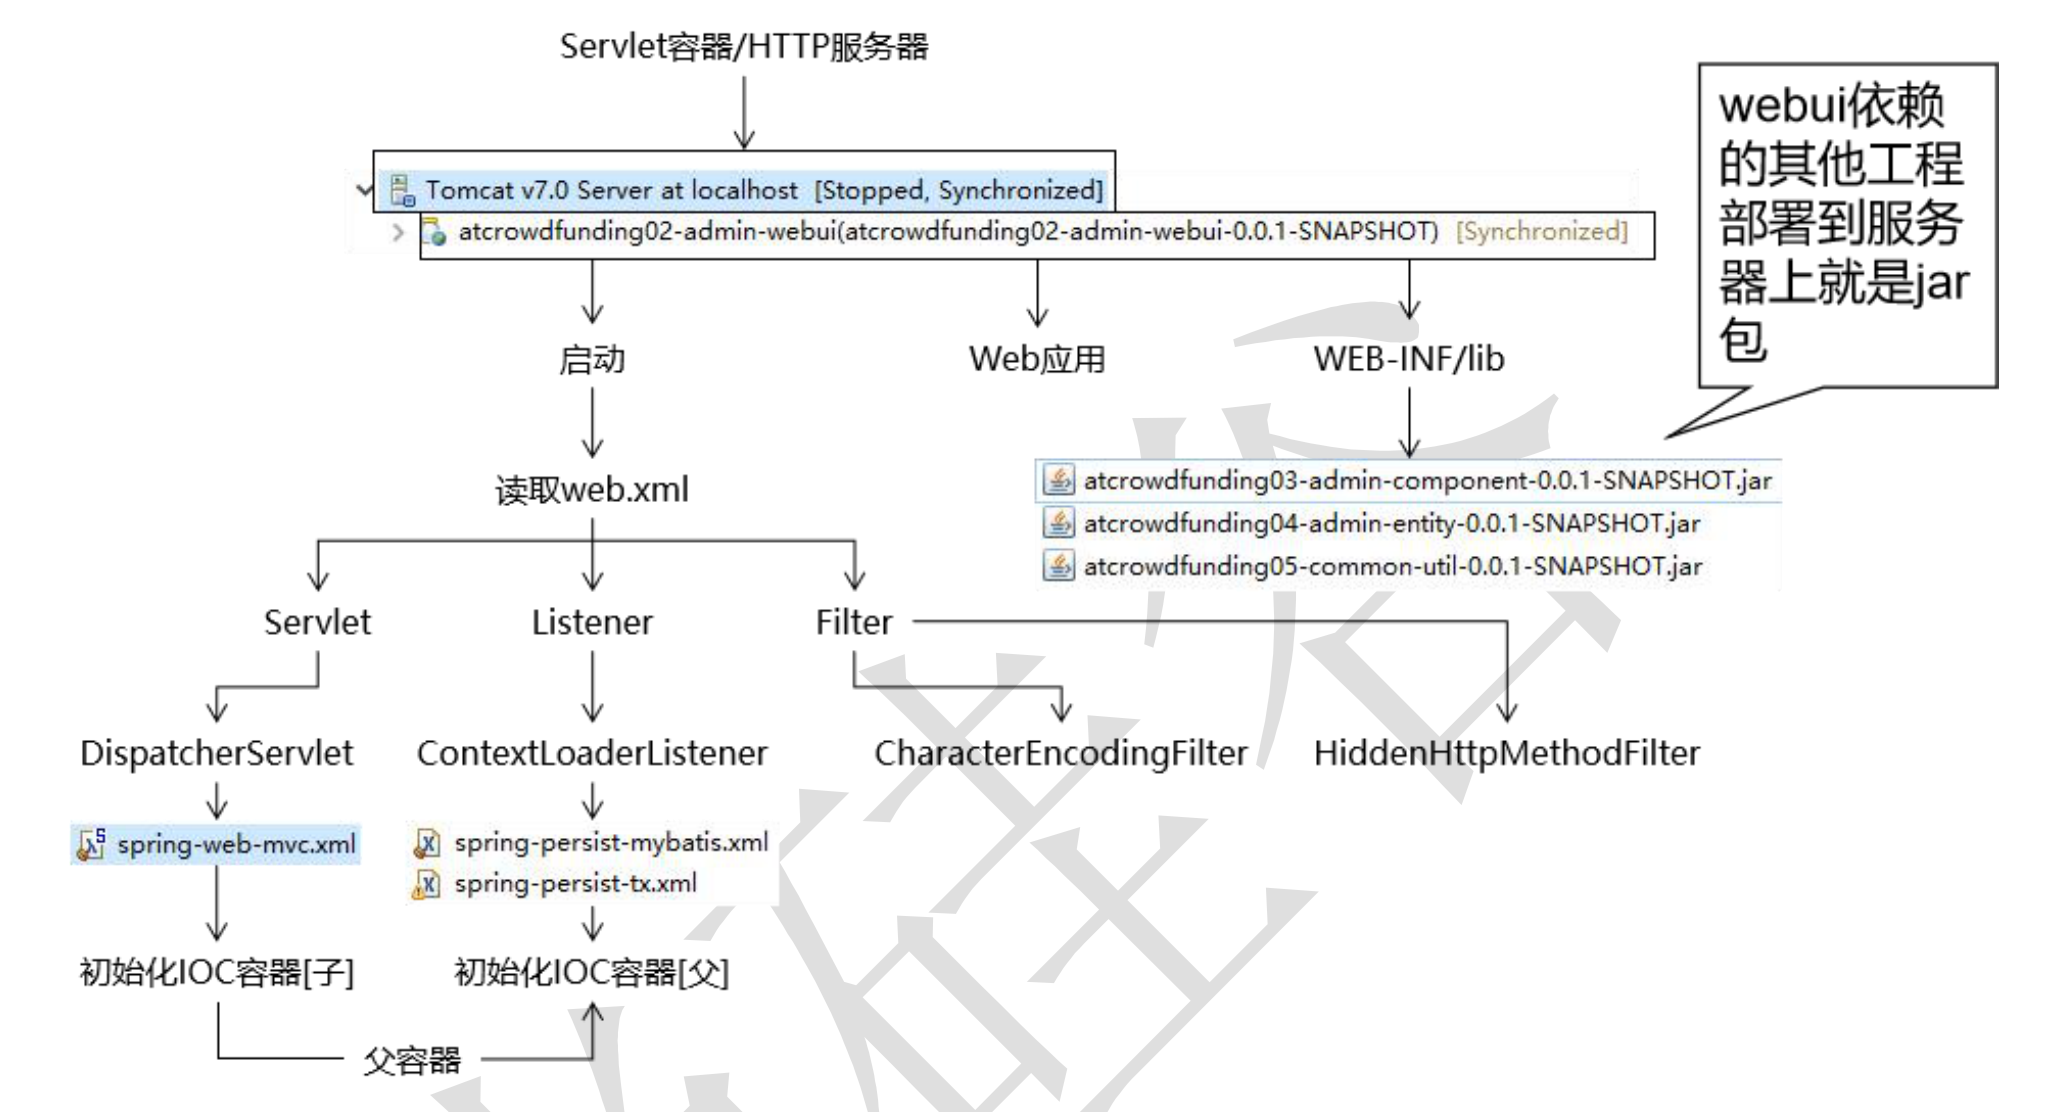 Servlet容器/HTTP服务器
Tomcat v7.0 Server at localhost [Stopped, Synchronized]
atcrowdfunding02-admin-webui(atcrowdfunding02-admin-webui-0.0.1-SNAPSHOT) [Synchronized]
webui依赖
的其他工程
部署到服务
器上就是jar
包
启动
Web应用
WEB-INF/lib
读取web.xml
atcrowdfunding03-admin-component-0.0.1-SNAPSHOT.jar
atcrowdfunding04-admin-entity-0.0.1-SNAPSHOT.jar
atcrowdfunding05-common-util-0.0.1-SNAPSHOT.jar
Servlet
Listener
Filter
DispatcherServlet
ContextLoaderListener
CharacterEncodingFilter
HiddenHttpMethodFilter
spring-web-mvc.xml
spring-persist-mybatis.xml
spring-persist-tx.xml
初始化IOC容器[子]
初始化IOC容器[父]
父容器